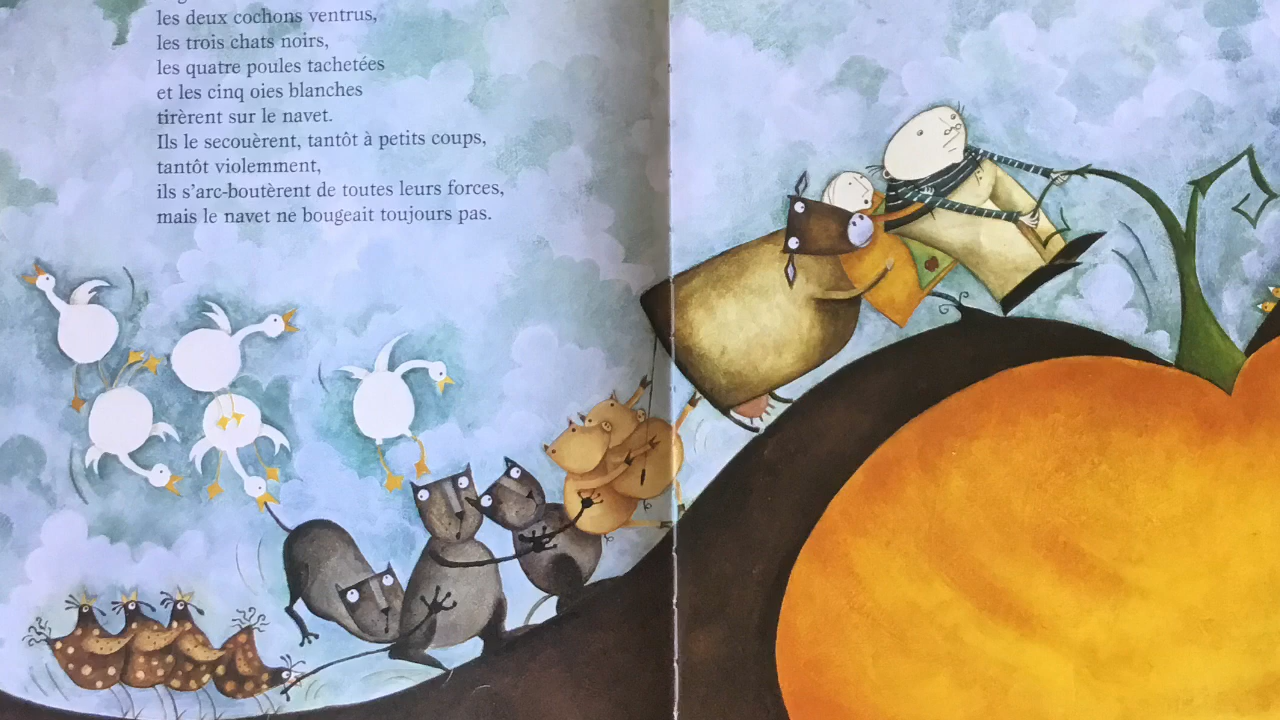 les deux cochons ventrus,
les trois chats noirs,
les quatre poules tachetées
et les cinq oies blanches
tirèrent sur le navet.
Ils le secouèrent, tantôt à petits coups,
tantôt violemment,
ils s'arc-boutèrent de toutes leurs forces,
mais le navet ne bougeait toujours pas.